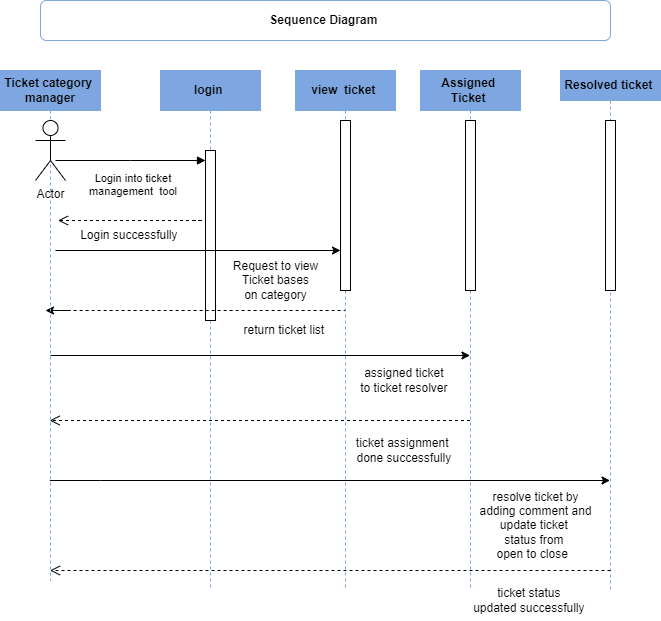 Sequence Diagram
Ticket category
manager
login
view ticket
Assigned
Ticket
Resolved ticket
Actor
Login into ticket
management tool
Login successfully
Request to view
Ticket bases
on category
return ticket list
assigned ticket
to ticket resolver
ticket assignment
done successfully
resolve ticket by
adding comment and
update ticket
status from
open to close
ticket status
updated successfully